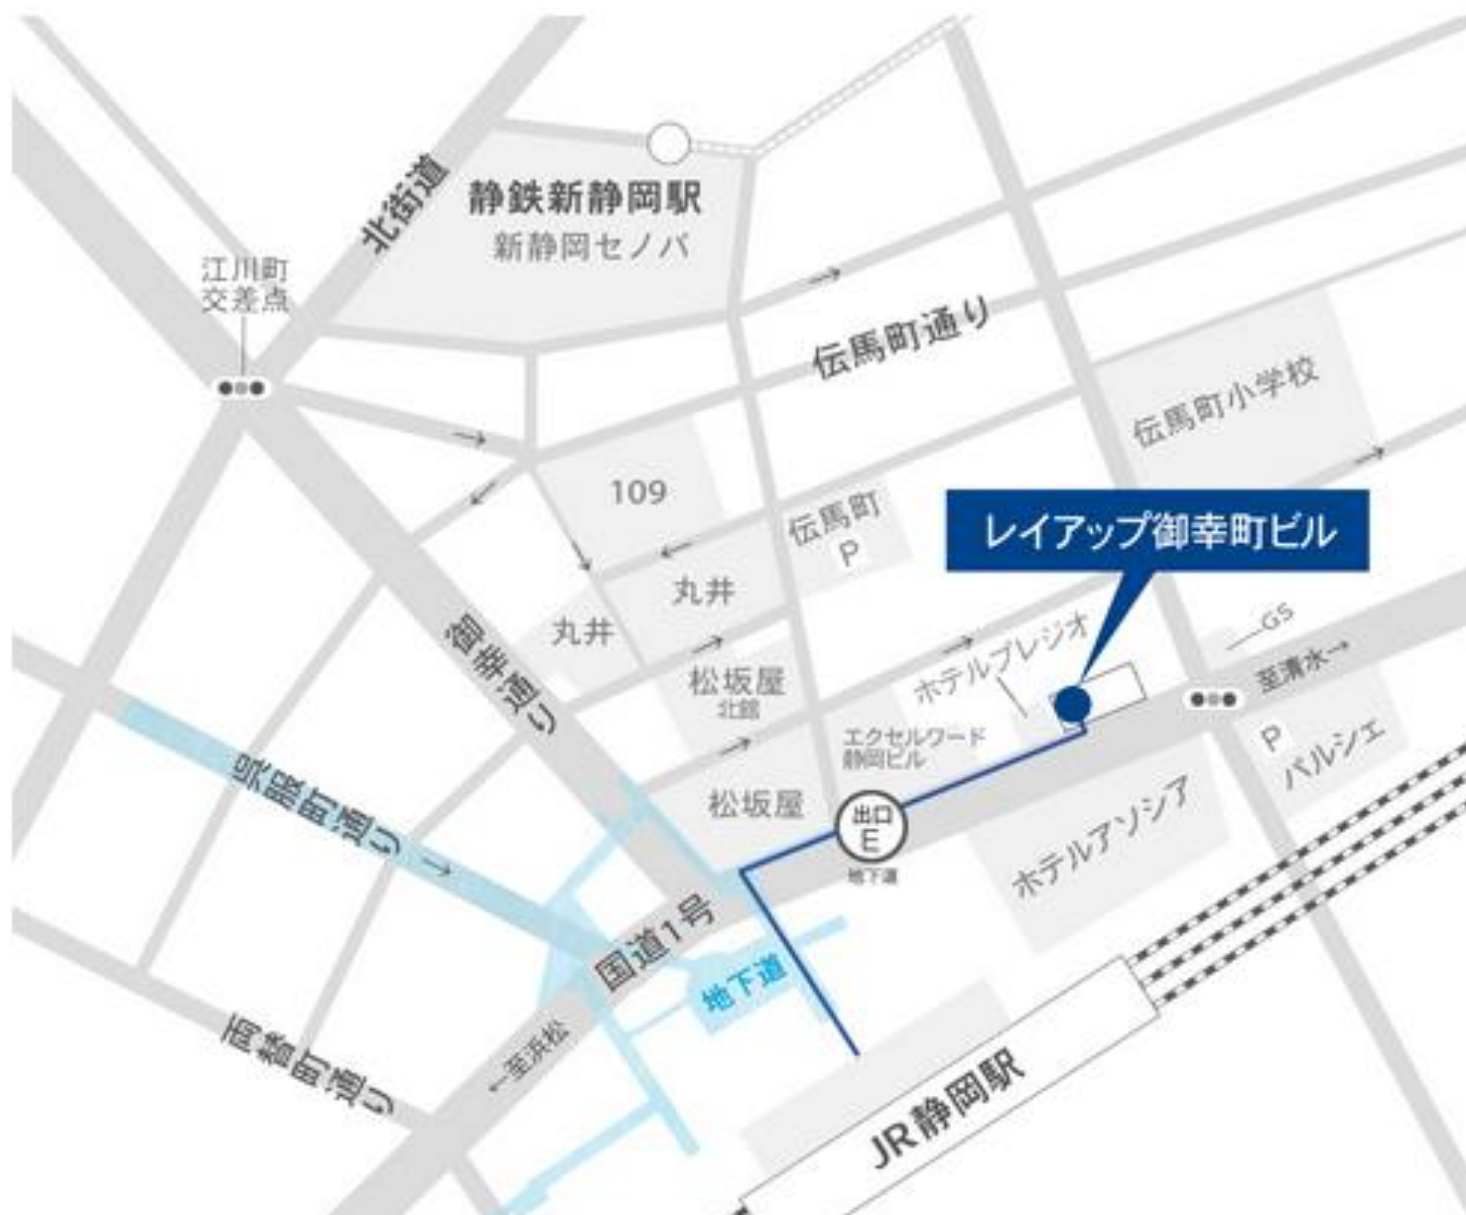 北街道
静鉄新静岡駅
新静岡セノバ
江川町
交差点
→
伝馬町通り
伝馬町小学校
→
→
←
109
←
→
伝馬町
P
レイアップ御幸町ビル
丸井
丸井
→
→
御幸通り
松坂屋
北館
ホテルプレジオ
GS
至清水→
→
エクセルワード
静岡ビル
P
パルシェ
呉服町通り
→
松坂屋
出口
E
地下道
ホテルアソシア
国道1号
地下道
←至浜松
両替町通り
JR静岡駅